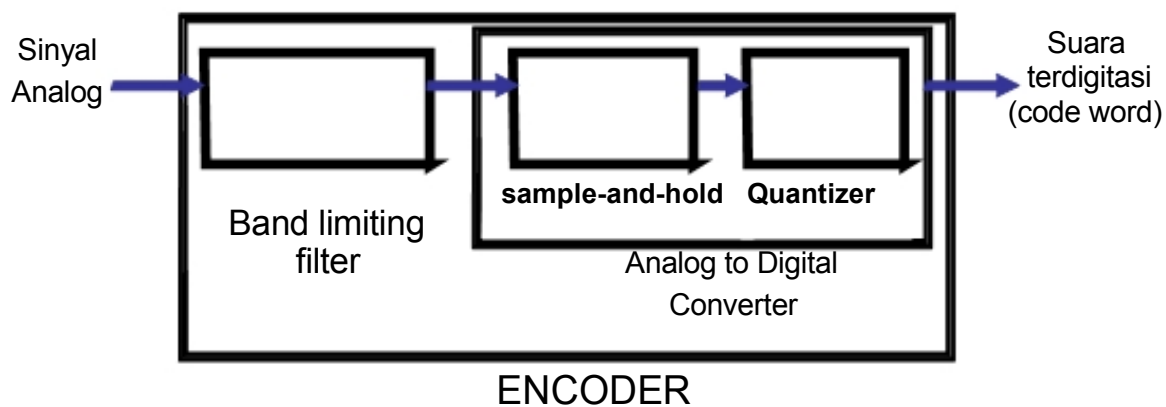 Sinyal
Analog
Suara
terdigitasi
(code word)
sample-and-hold
Quantizer
Band limiting
filter
Analog to Digital
Converter
ENCODER